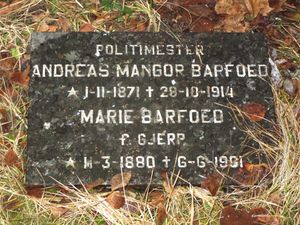 POLITIMESTER
ANDREAS MANGOR BARFOED
★ 1-11-1871 + 28-10-1914
MARIE BARFOED
F. GJERP
★ 11-3-1880 + 6-6-1961